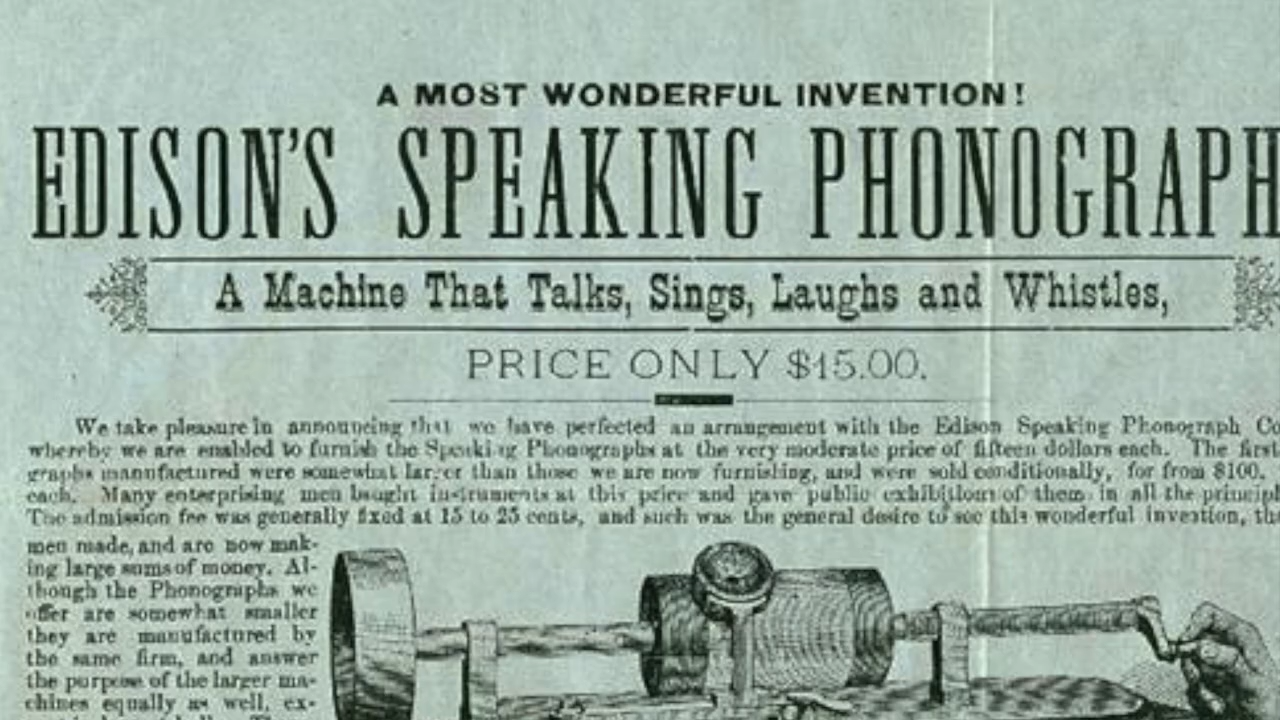 A MOST WONDERFUL INVENTION!
EDISON'S SPEAKING PHONOGRAPH
A Machine That Talks, Sings, Laughs and Whistles,
PRICE ONLY $15.00.
We take pleasure in announcing that we have perfected an arrangement with the Edison Speaking Phonograph Co
whereby we are enabled to furnish the Speaking Phonographs at the very moderate price of fifteen dollars each. The first
graphs manufactured were somewhat larger than those we are now furnishing, and were sold conditionally, for from $100.
each. Many enterprising men bought instruments at this price and gave public exhibitions of them in all the princip
The admission fee was generally fixed at 15 to 25 cents, and such was the general desire to see this wonderful invention, th
men made, and are now mak-
ing large sums of money. Al-
though the Phonographs we
offer are somewhat smaller
they are manufactured by
the same firm, and answer
the purpose of the larger ma-
chines equally as well, ex-